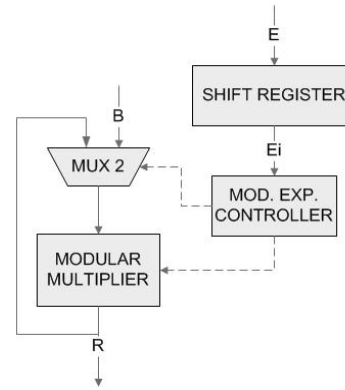 E
SHIFT REGISTER
B
Ei
MUX 2
MOD. EXP.
CONTROLLER
MODULAR
MULTIPLIER
R